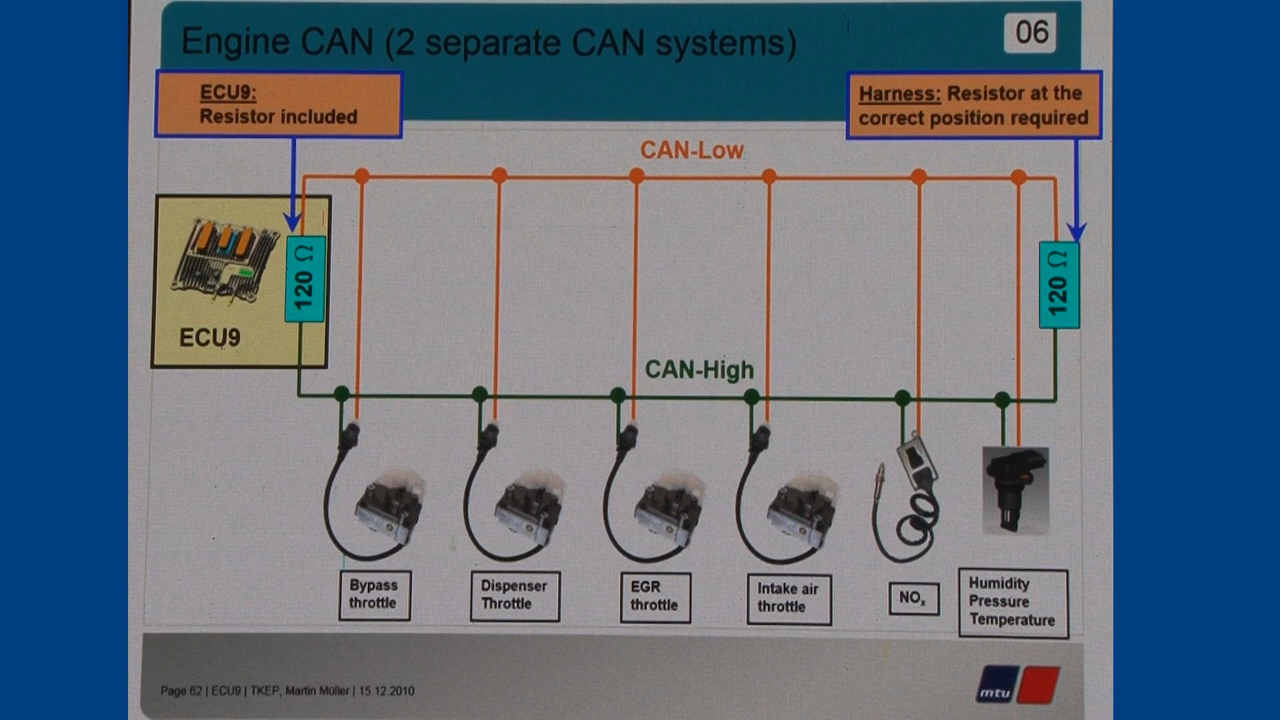 Engine CAN (2 separate CAN systems)
06
ECU9:
Resistor included
Harness: Resistor at the
correct position required
CAN-Low
120 Ω
120 Ω
ECU9
CAN-High
Bypass
throttle
Dispenser
Throttle
EGR
throttle
Intake air
throttle
NOx
Humidity
Pressure
Temperature
Page 62 | ECU9 | TKEP, Martin Müller | 15.12.2010
mtu